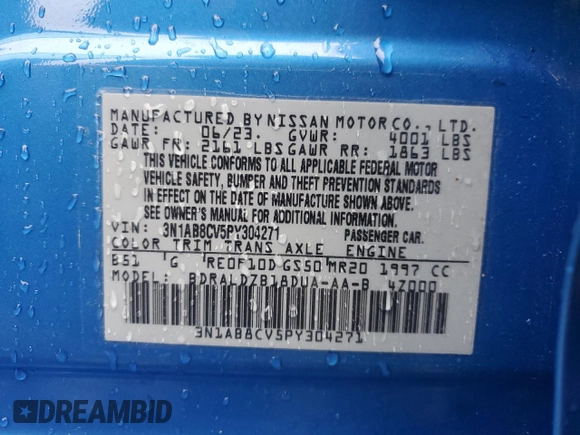 MANUFACTURED BY NISSAN MOTOR CO., LTD.
DATE: 06/23. GVWR: 4001 LBS
GAWR FR: 2161 LBS GAWR RR: 1863 LBS
THIS VEHICLE CONFORMS TO ALL APPLICABLE FEDERAL MOTOR
VEHICLE SAFETY, BUMPER AND THEFT PREVENTION STANDARDS
IN EFFECT ON THE DATE OF MANUFACTURE SHOWN ABOVE.
SEE OWNER'S MANUAL FOR ADDITIONAL INFORMATION.
VIN: 3N1AB8CV5PY304271 PASSENGER CAR.
COLOR TRIM TRANS AXLE ENGINE
B51 G RE0F10D GS50 MR20 1997 CC
MODEL: BDRALDZB18DUA-AA-B 4Z000
3N1AB8CV5PY304271
DREAMBID